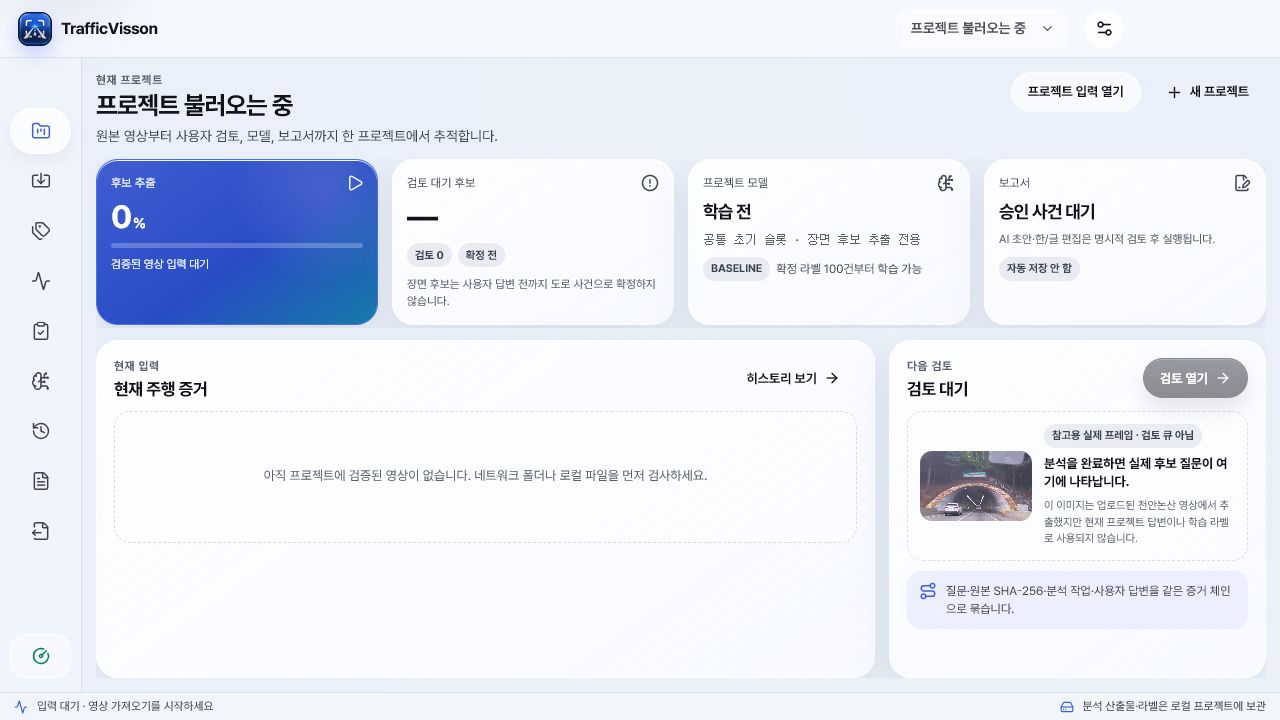 TrafficVisson
프로젝트 불러오는 중
현재 프로젝트
프로젝트 불러오는 중
원본 영상부터 사용자 검토, 모델, 보고서까지 한 프로젝트에서 추적합니다.
프로젝트 입력 열기
새 프로젝트
후보 추출
0%
검증된 영상 입력 대기
검토 대기 후보
—
검토 0
확정 전
장면 후보는 사용자 답변 전까지 도로 사건으로 확정하지
않습니다.
프로젝트 모델
학습 전
공통 초기 슬롯 · 장면 후보 추출 전용
BASELINE
확정 라벨 100건부터 학습 가능
보고서
승인 사건 대기
AI 초안·한/글 편집은 명시적 검토 후 실행됩니다.
자동 저장 안 함
현재 입력
현재 주행 증거
히스토리 보기
아직 프로젝트에 검증된 영상이 없습니다. 네트워크 폴더나 로컬 파일을 먼저 검사하세요.
다음 검토
검토 대기
검토 열기
참고용 실제 프레임 · 검토 큐 아님
분석을 완료하면 실제 후보 질문이 여
기에 나타납니다.
이 이미지는 업로드된 천안논산 영상에서 추
출했지만 현재 프로젝트 답변이나 학습 라벨
로 사용되지 않습니다.
질문·원본 SHA-256·분석 작업·사용자 답변을 같은 증거 체인
으로 묶습니다.
입력 대기 · 영상 가져오기를 시작하세요
분석 산출물·라벨은 로컬 프로젝트에 보관